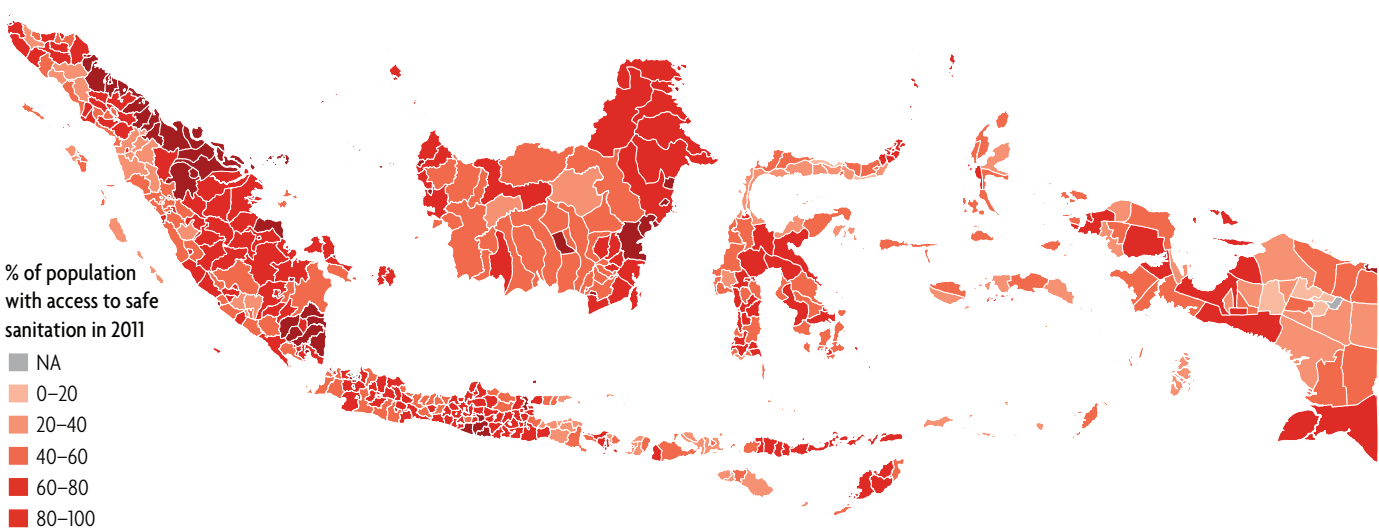 % of population
with access to safe
sanitation in 2011
NA
0–20
20–40
40–60
60–80
80–100